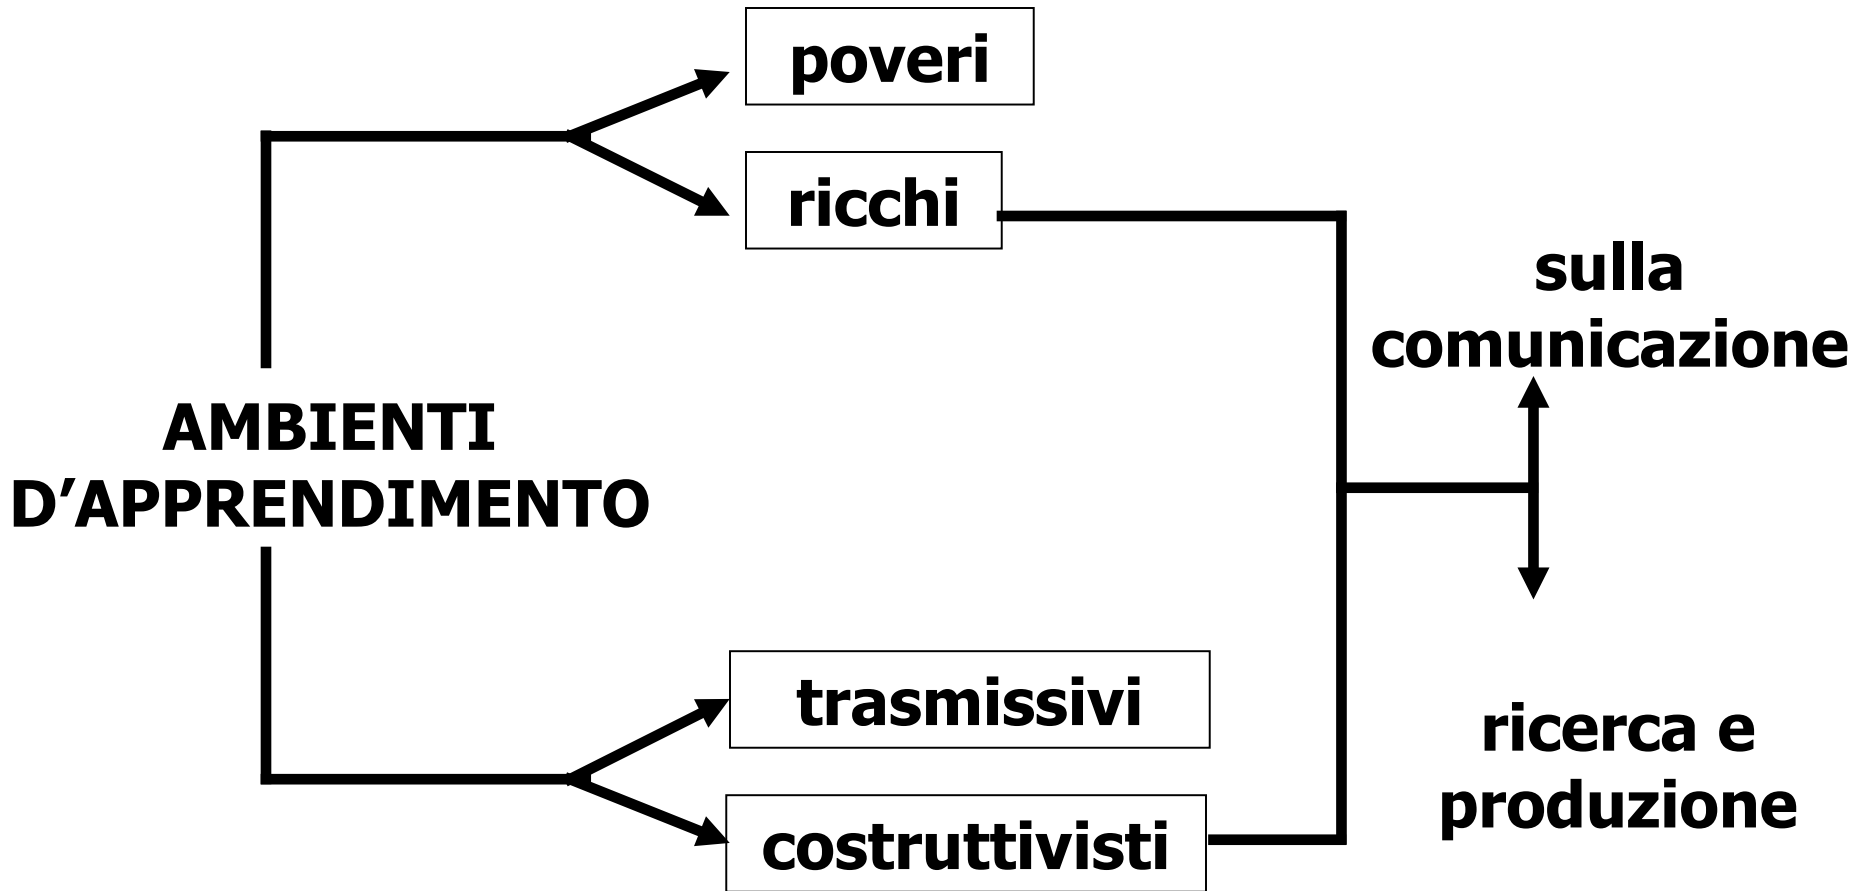 poveri
ricchi
sulla
comunicazione
AMBIENTI
D’APPRENDIMENTO
trasmissivi
ricerca e
produzione
costruttivisti